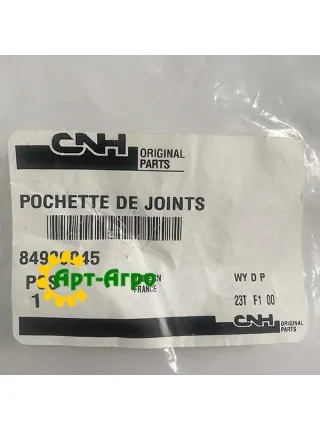 CNH ORIGINAL
PARTS
POCHETTE DE JOINTS
WY D P
Арт-Агро
FRANCE
1
23T F1 00
CNH ORIGINAL
PARTS